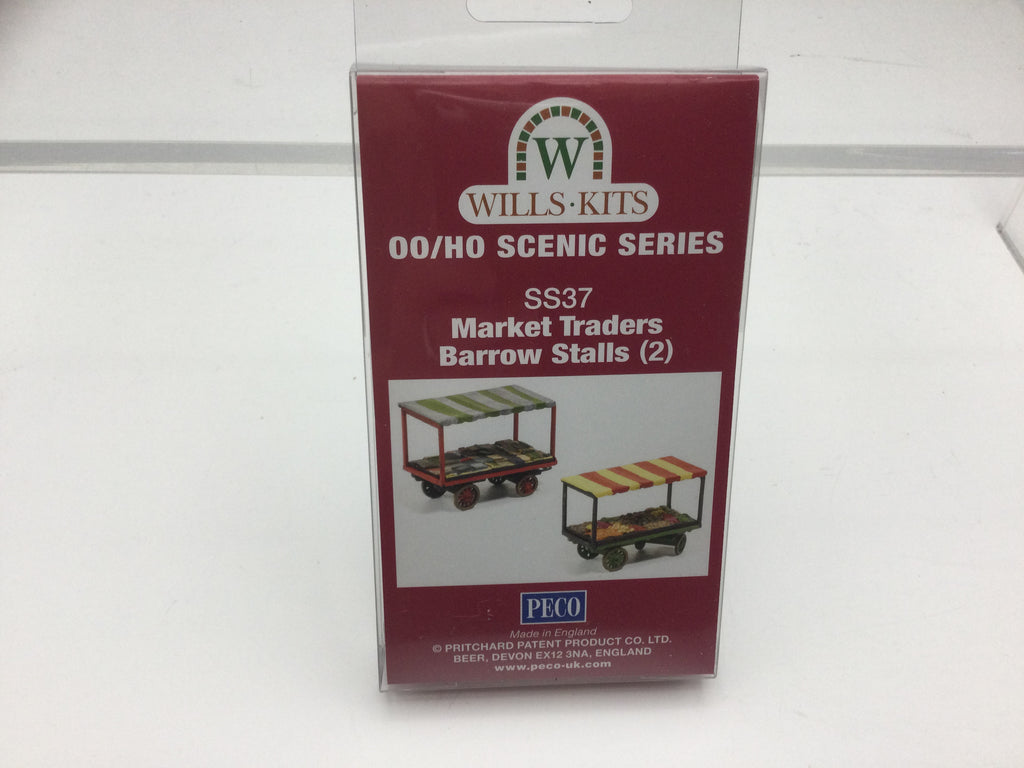 W
WILLS·KITS
OO/HO SCENIC SERIES
SS37
Market Traders
Barrow Stalls (2)
PECO
Made in England
© PRITCHARD PATENT PRODUCT CO. LTD.
BEER, DEVON EX12 3NA, ENGLAND
www.peco-uk.com